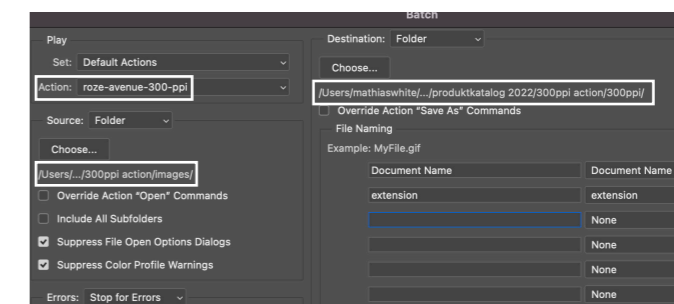 Batch
Play
Set: Default Actions
Action: roze-avenue-300-ppi
Source: Folder
Choose...
/Users/.../300ppi action/images/
Override Action "Open" Commands
Include All Subfolders
Suppress File Open Options Dialogs
Suppress Color Profile Warnings
Errors: Stop for Errors
Destination: Folder
Choose...
/Users/mathiaswhite/.../produktkatalog 2022/300ppi action/300ppi/
Override Action "Save As" Commands
File Naming
Example: MyFile.gif
Document Name Document Name
extension extension
None
None
None
None